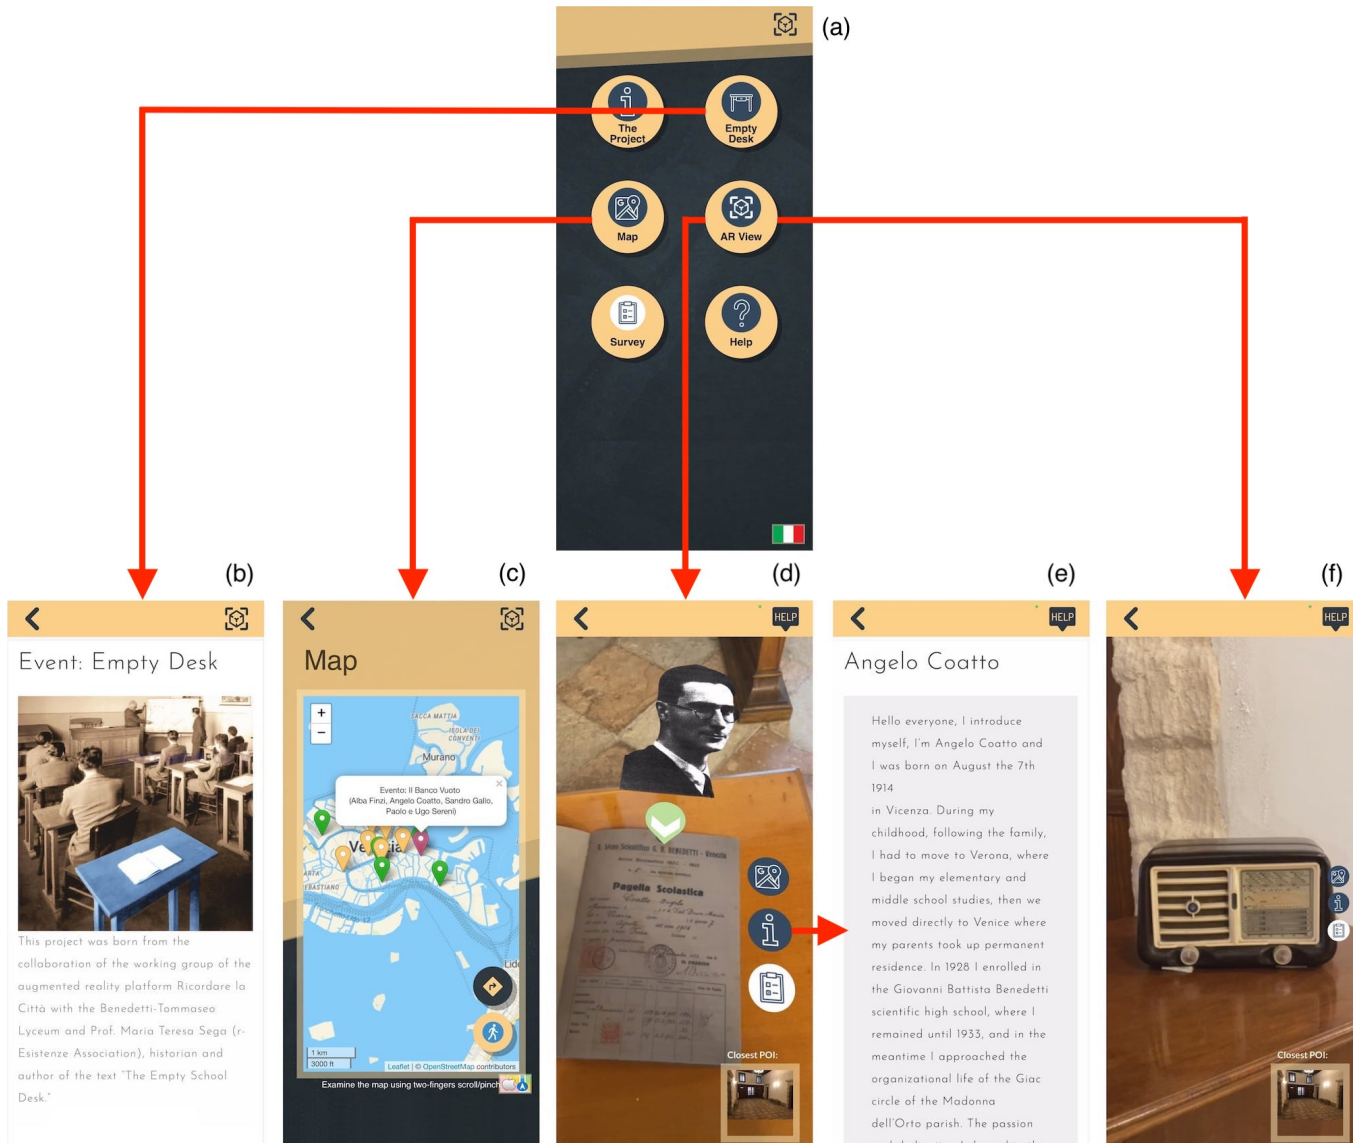 (a)
The
Project
Empty
Desk
Map
AR View
Survey
Help
(b)
Event: Empty Desk
This project was born from the
collaboration of the working group of the
augmented reality platform Ricordare la
Città with the Benedetti-Tommaseo
Lyceum and Prof. Maria Teresa Sega (r-
Esistenze Association), historian and
author of the text "The Empty School
Desk."
(c)
Map
+
−
SACCA MATTIA
ISOLA DEI
CONVENTI
Murano
Evento: Il Banco Vuoto
(Alba Finzi, Angelo Coatto, Sandro Gallo,
Paolo e Ugo Sereni)
×
Lido
1 km
3000 ft
Leaflet | © OpenStreetMap contributors
Examine the map using two-fingers scroll/pinch
(d)
HELP
Pagella Scolastica
Closest POI:
(e)
HELP
Angelo Coatto
Hello everyone, I introduce
myself, I'm Angelo Coatto and
I was born on August the 7th
1914
in Vicenza. During my
childhood, following the family,
I had to move to Verona, where
I began my elementary and
middle school studies, then we
moved directly to Venice where
my parents took up permanent
residence. In 1928 I enrolled in
the Giovanni Battista Benedetti
scientific high school, where I
remained until 1933, and in the
meantime I approached the
organizational life of the Giac
circle of the Madonna
dell'Orto parish. The passion
(f)
HELP
Closest POI: